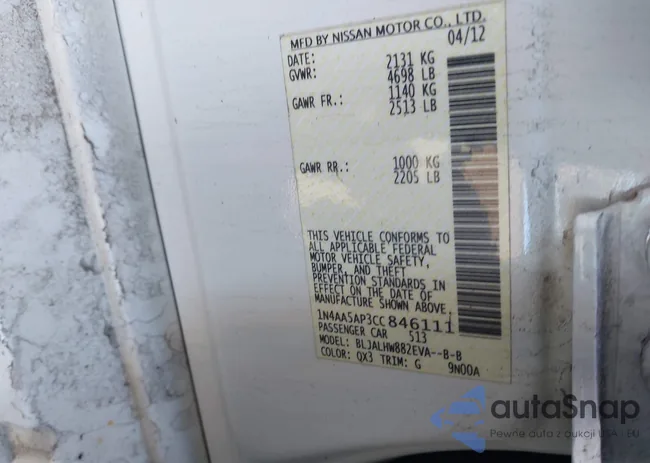 MFD BY NISSAN MOTOR CO., LTD.
DATE: 04/12
GVWR: 2131 KG
4698 LB
GAWR FR.: 1140 KG
2513 LB
GAWR RR.: 1000 KG
2205 LB
THIS VEHICLE CONFORMS TO
ALL APPLICABLE FEDERAL
MOTOR VEHICLE SAFETY,
BUMPER, AND THEFT
PREVENTION STANDARDS IN
EFFECT ON THE DATE OF
MANUFACTURE SHOWN ABOVE.
1N4AA5AP3CC846111
PASSENGER CAR 513
MODEL: BLJALHW882EVA--B-B
COLOR: QX3 TRIM: G 9N00A
autaSnap
Pewne auta z aukcji USA i EU